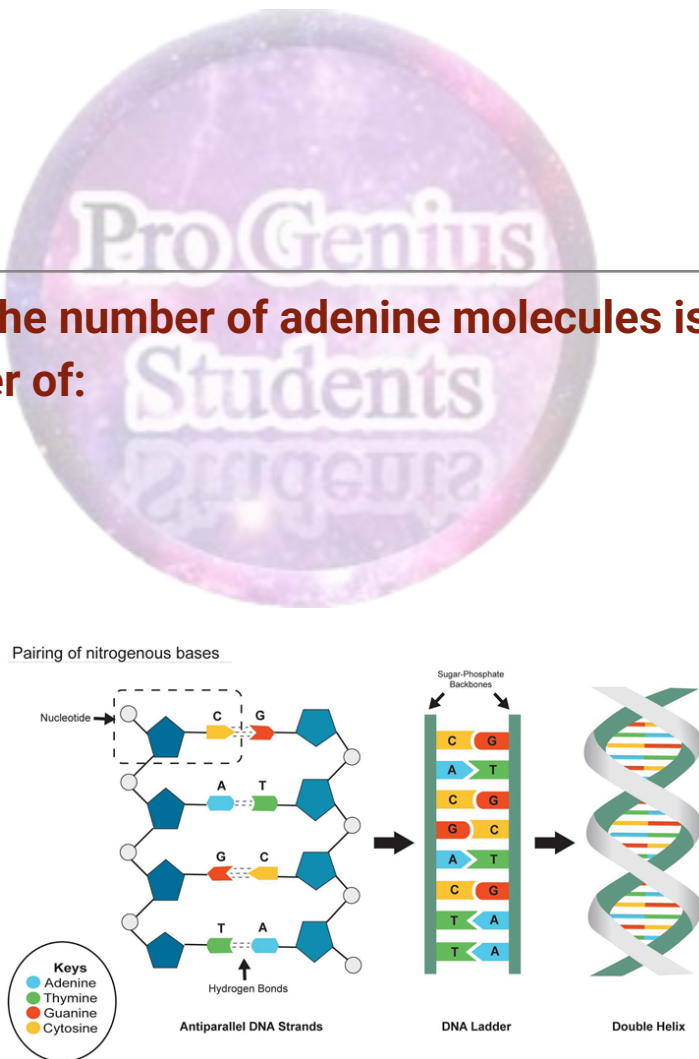 Pro Genius
he number of adenine molecules is
er of:
Students
Students
Pairing of nitrogenous bases
Sugar-Phosphate
Backbones
Nucleotide
C G
A T
G C
T A
Hydrogen Bonds
C G
A T
C G
G C
A T
C G
T A
T A
Keys
Adenine
Thymine
Guanine
Cytosine
Antiparallel DNA Strands
DNA Ladder
Double Helix